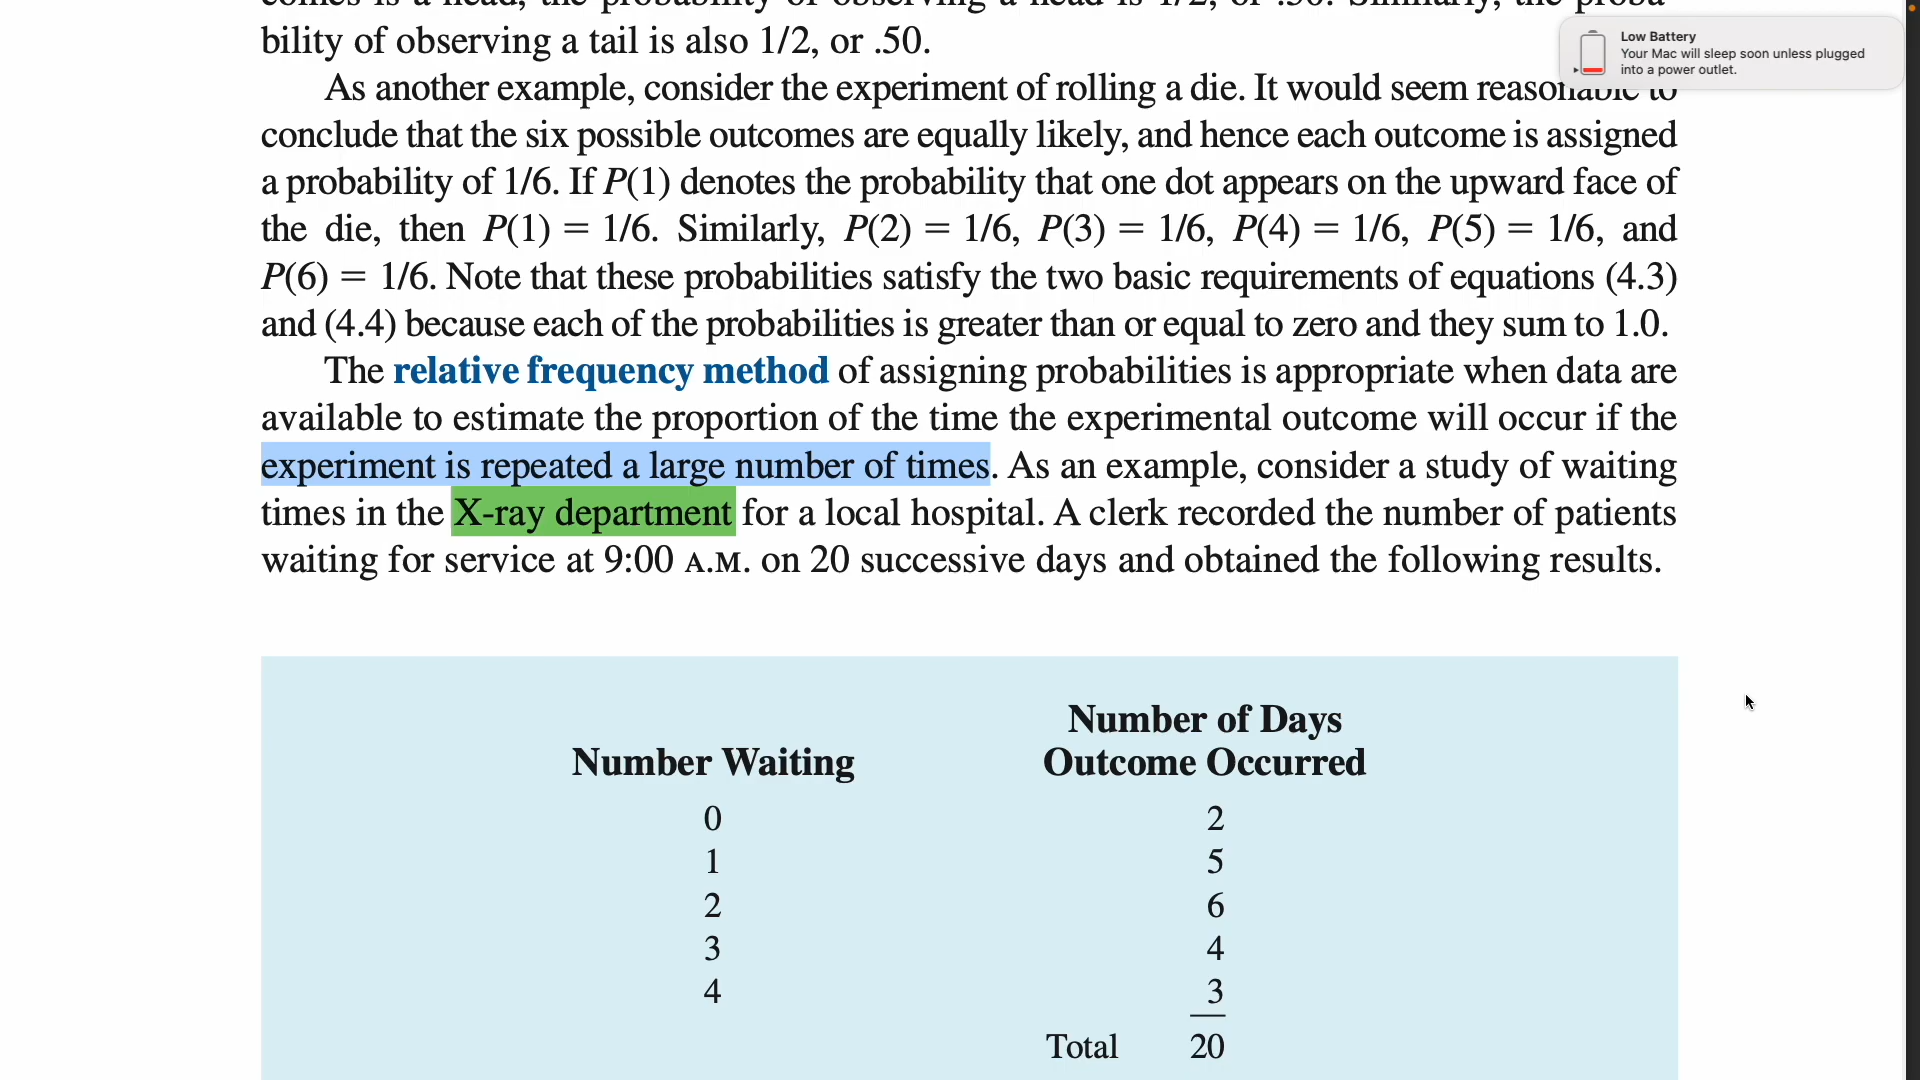 bility of observing a tail is also 1/2, or .50.
Low Battery
Your Mac will sleep soon unless plugged
into a power outlet.
As another example, consider the experiment of rolling a die. It would seem reasonable to
conclude that the six possible outcomes are equally likely, and hence each outcome is assigned
a probability of 1/6. If P(1) denotes the probability that one dot appears on the upward face of
the die, then P(1) = 1/6. Similarly, P(2) = 1/6, P(3) = 1/6, P(4) = 1/6, P(5) = 1/6, and
P(6) = 1/6. Note that these probabilities satisfy the two basic requirements of equations (4.3)
and (4.4) because each of the probabilities is greater than or equal to zero and they sum to 1.0.
The relative frequency method of assigning probabilities is appropriate when data are
available to estimate the proportion of the time the experimental outcome will occur if the
experiment is repeated a large number of times. As an example, consider a study of waiting
times in the X-ray department for a local hospital. A clerk recorded the number of patients
waiting for service at 9:00 A.M. on 20 successive days and obtained the following results.
Number of Days
Number Waiting Outcome Occurred
0 2
1 5
2 6
3 4
4 3
Total 20